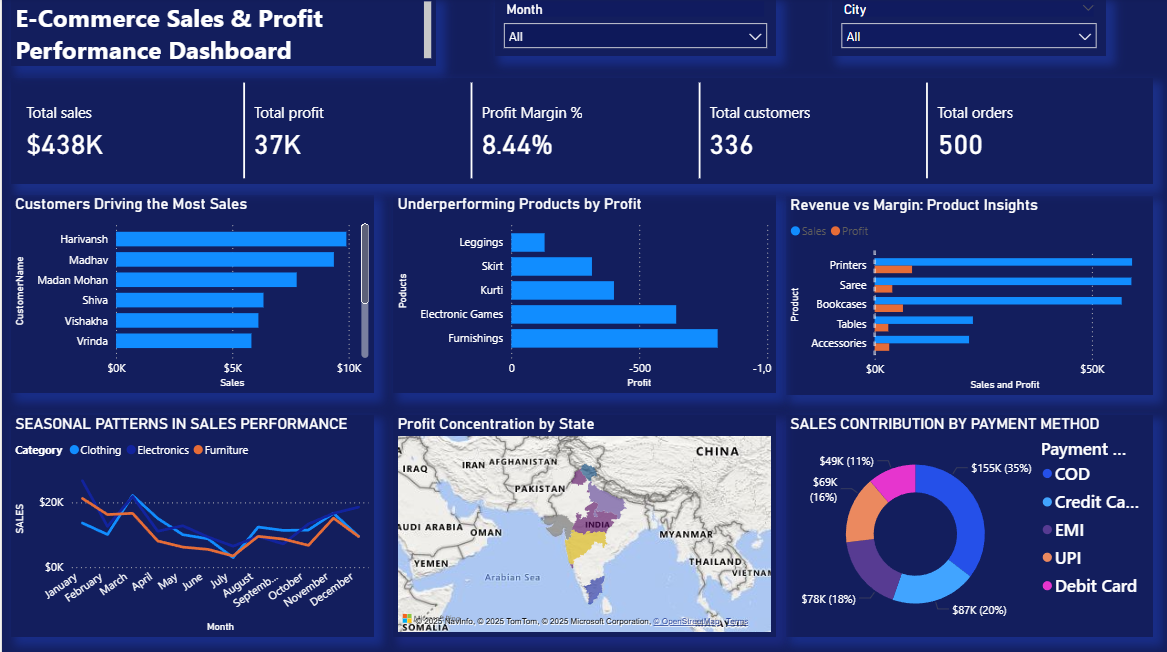 E-Commerce Sales & Profit
Performance Dashboard
Month
All
City
All
Total sales
$438K
Total profit
37K
Profit Margin %
8.44%
Total customers
336
Total orders
500
Customers Driving the Most Sales
CustomerName
Harivansh
Madhav
Madan Mohan
Shiva
Vishakha
Vrinda
$0K
$5K
$10K
Sales
Underperforming Products by Profit
Poducts
Leggings
Skirt
Kurti
Electronic Games
Furnishings
0
-500
-1,0
Profit
Revenue vs Margin: Product Insights
Sales
Profit
Product
Printers
Saree
Bookcases
Tables
Accessories
$0K
$50K
Sales and Profit
SEASONAL PATTERNS IN SALES PERFORMANCE
Category
Clothing
Electronics
Furniture
SALES
$20K
$0K
January
February
March
April
May
June
July
August
Septemb...
October
November
December
Month
Profit Concentration by State
CHINA
IRAQ
IRAN
AFGHANISTAN
PAKISTAN
AUDI ARABIA
OMAN
INDIA
MYANMAR
YEMEN
THAILAND
VIETNAM
Arabian Sea
SOMALIA
© 2025 NavInfo, © 2025 TomTom, © 2025 Microsoft Corporation, © OpenStreetMap Terms
SALES CONTRIBUTION BY PAYMENT METHOD
$49K (11%)
$69K
(16%)
$155K (35%)
$78K (18%)
$87K (20%)
Payment ...
COD
Credit Ca...
EMI
UPI
Debit Card